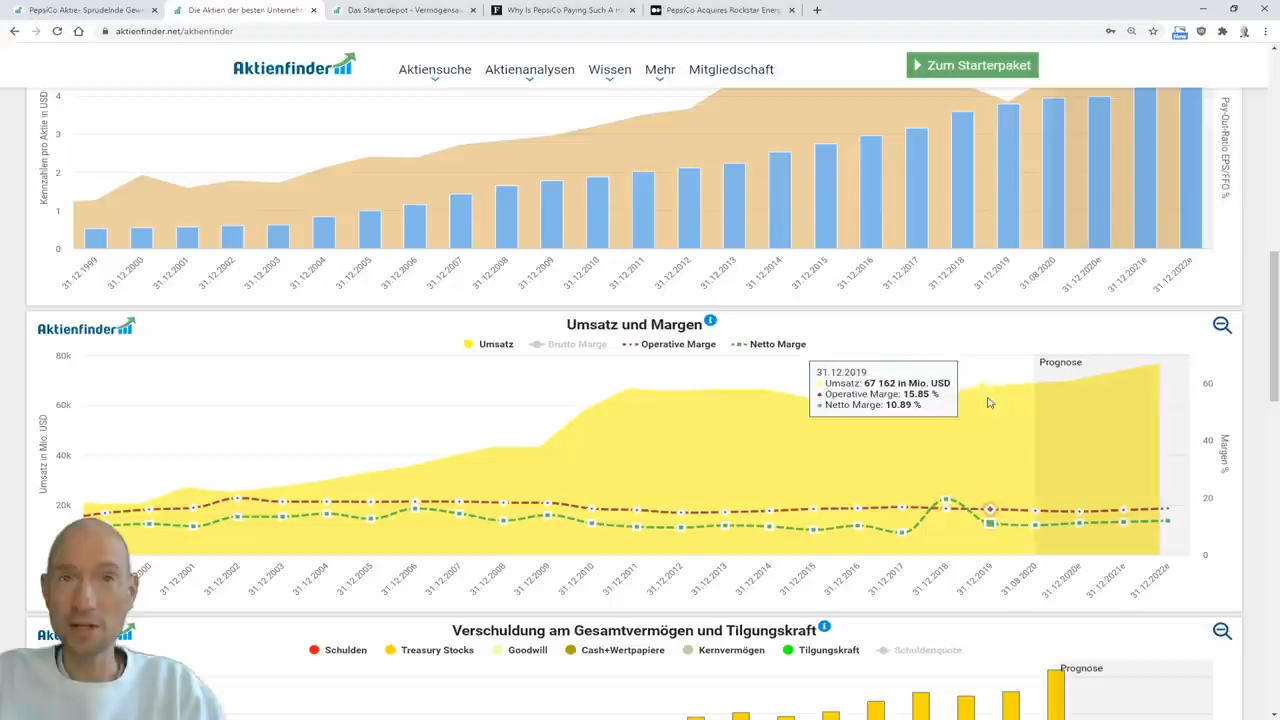 PepsiCo Aktie- Sprudelnde Gew
Die Aktien der besten Unternehm
Das Starterdepot - Vermögensau
Why Is PepsiCo Paying Such A H
PepsiCo Acquires Rockstar Energ
aktienfinder.net/aktienfinder
Aktienfinder
Aktiensuche
Aktienanalysen
Wissen
Mehr
Mitgliedschaft
Zum Starterpaket
Kennzahlen pro Aktie in USD
4
3
2
1
0
Pay-Out-Ratio EPS/FFO %
31.12.1999
31.12.2000
31.12.2001
31.12.2002
31.12.2003
31.12.2004
31.12.2005
31.12.2006
31.12.2007
31.12.2008
31.12.2009
31.12.2010
31.12.2011
31.12.2012
31.12.2013
31.12.2014
31.12.2015
31.12.2016
31.12.2017
31.12.2018
31.12.2019
31.08.2020
31.12.2020e
31.12.2021e
31.12.2022e
Aktienfinder
Umsatz und Margen
Umsatz
Brutto Marge
Operative Marge
Netto Marge
Umsatz in Mio. USD
80k
60k
40k
20k
Prognose
31.12.2019
Umsatz: 67 162 in Mio. USD
Operative Marge: 15.85 %
Netto Marge: 10.89 %
60
40
20
0
Margen %
2000
31.12.2001
31.12.2002
31.12.2003
31.12.2004
31.12.2005
31.12.2006
31.12.2007
31.12.2008
31.12.2009
31.12.2010
31.12.2011
31.12.2012
31.12.2013
31.12.2014
31.12.2015
31.12.2016
31.12.2017
31.12.2018
31.12.2019
31.08.2020
31.12.2020e
31.12.2021e
31.12.2022e
Verschuldung am Gesamtvermögen und Tilgungskraft
Schulden
Treasury Stocks
Goodwill
Cash+Wertpapiere
Kernvermögen
Tilgungskraft
Schuldenquote
Prognose